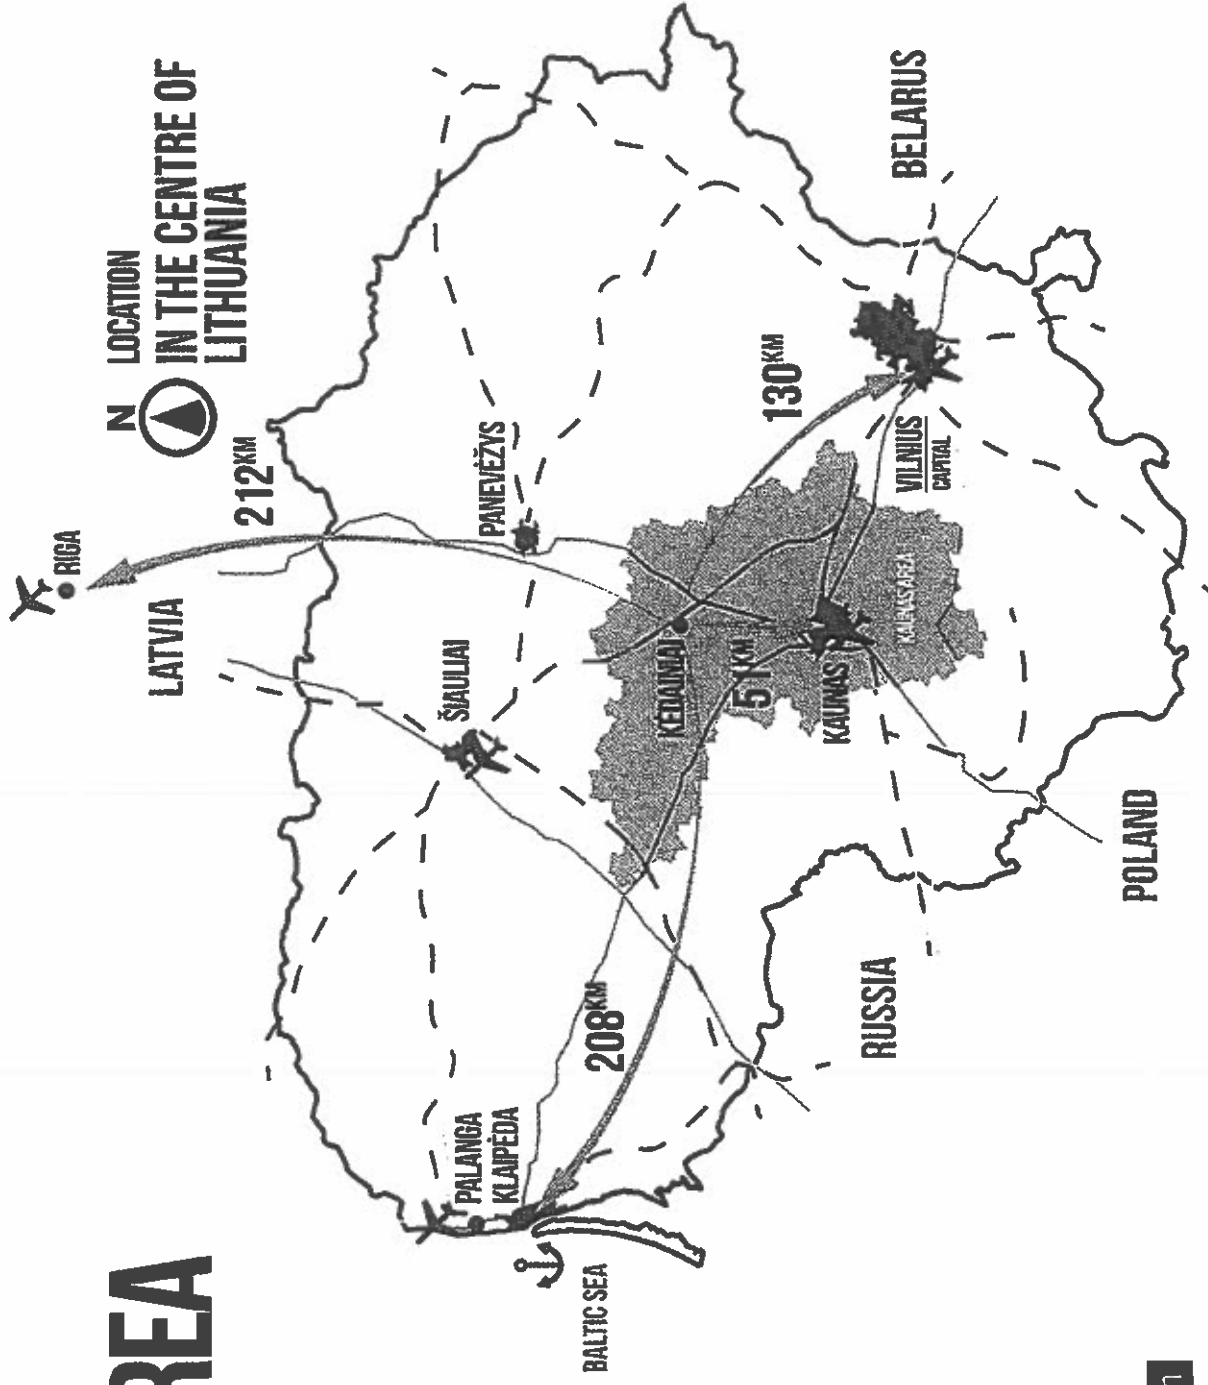 REA
N
LOCATION
IN THE CENTRE OF
LITHUANIA
RIGA
212KM
LATVIA
PANEVĖŽYS
ŠIAULIAI
PALANGA
KLAIPĖDA
BALTIC SEA
208KM
KĖDAINIAI
51KM
130KM
KAUNAS
KAUNAS AREA
VILNIUS
CAPITAL
BELARUS
RUSSIA
POLAND